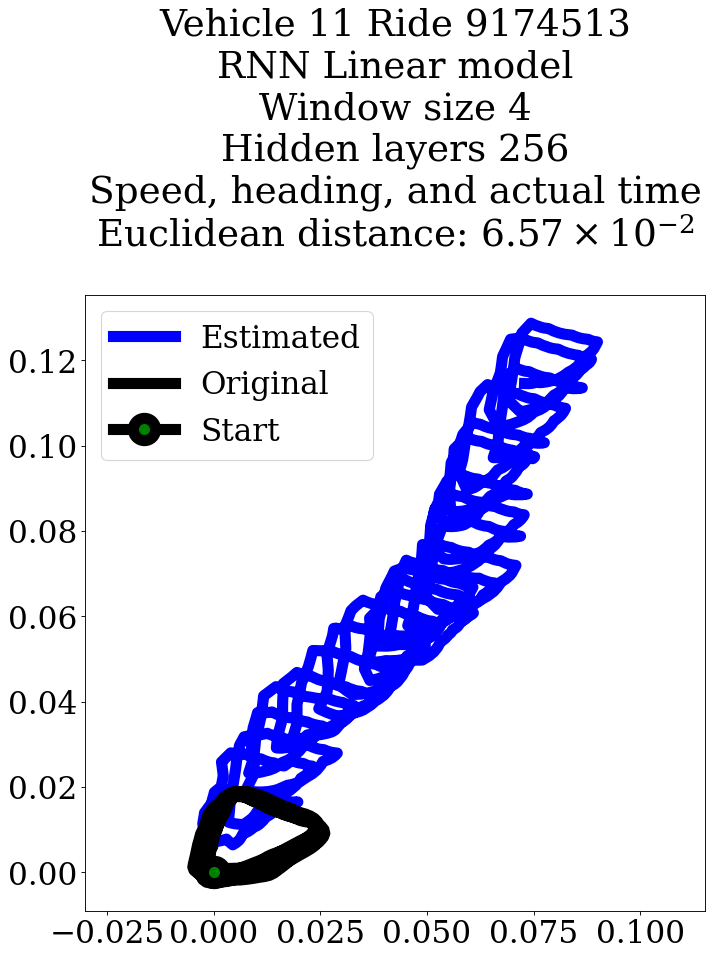 Vehicle 11 Ride 9174513
RNN Linear model
Window size 4
Hidden layers 256
Speed, heading, and actual time
Euclidean distance: 6.57 × 10⁻²
Estimated
Original
Start
0.12
0.10
0.08
0.06
0.04
0.02
0.00
−0.025 0.000 0.025 0.050 0.075 0.100